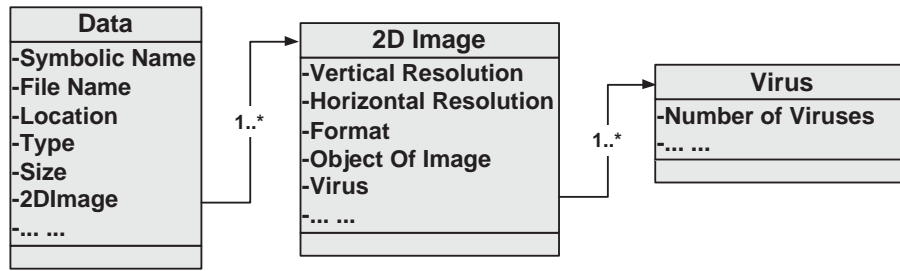 Data
-Symbolic Name
-File Name
-Location
-Type
-Size
-2DImage
-... ...
1..*
2D Image
-Vertical Resolution
-Horizontal Resolution
-Format
-Object Of Image
-Virus
-... ...
1..*
Virus
-Number of Viruses
-... ...